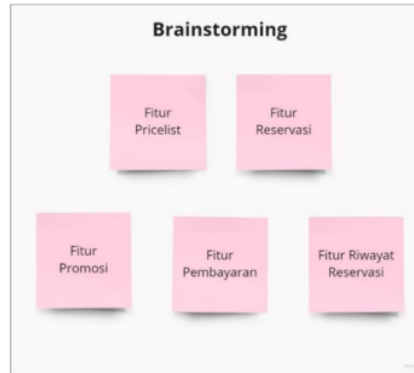 Brainstorming
Fitur
Pricelist
Fitur
Reservasi
Fitur
Promosi
Fitur
Pembayaran
Fitur Riwayat
Reservasi